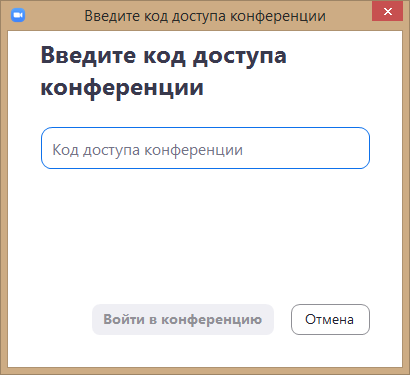 Введите код доступа конференции
Введите код доступа
конференции
Код доступа конференции
Войти в конференцию
Отмена